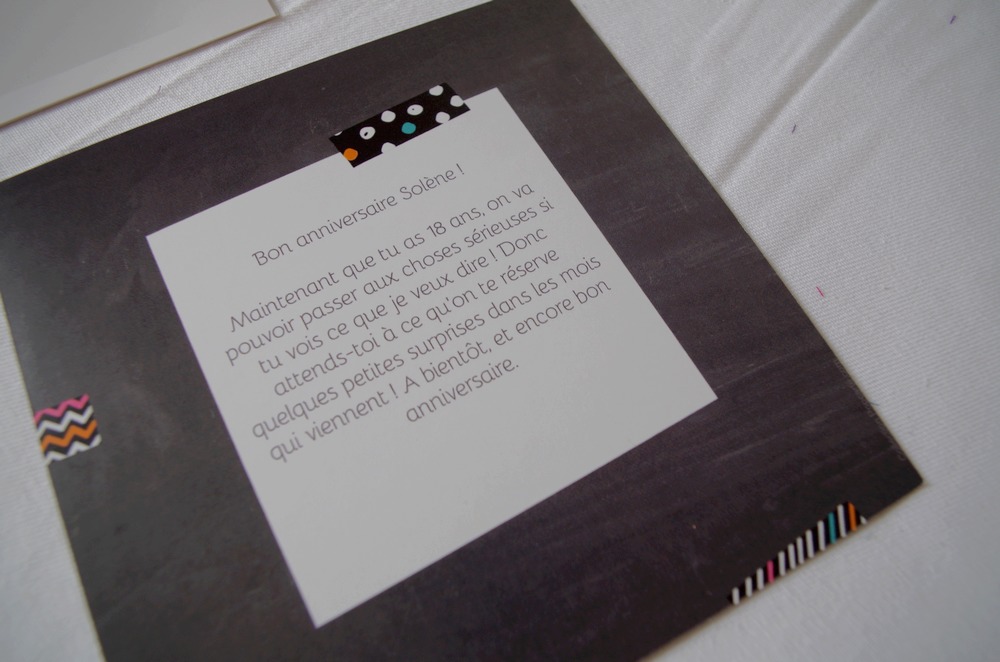 Bon anniversaire Solène !
Maintenant que tu as 18 ans, on va
pouvoir passer aux choses sérieuses si
tu vois ce que je veux dire ! Donc
attends-toi à ce qu'on te réserve
quelques petites surprises dans les mois
qui viennent ! A bientôt, et encore bon
anniversaire.